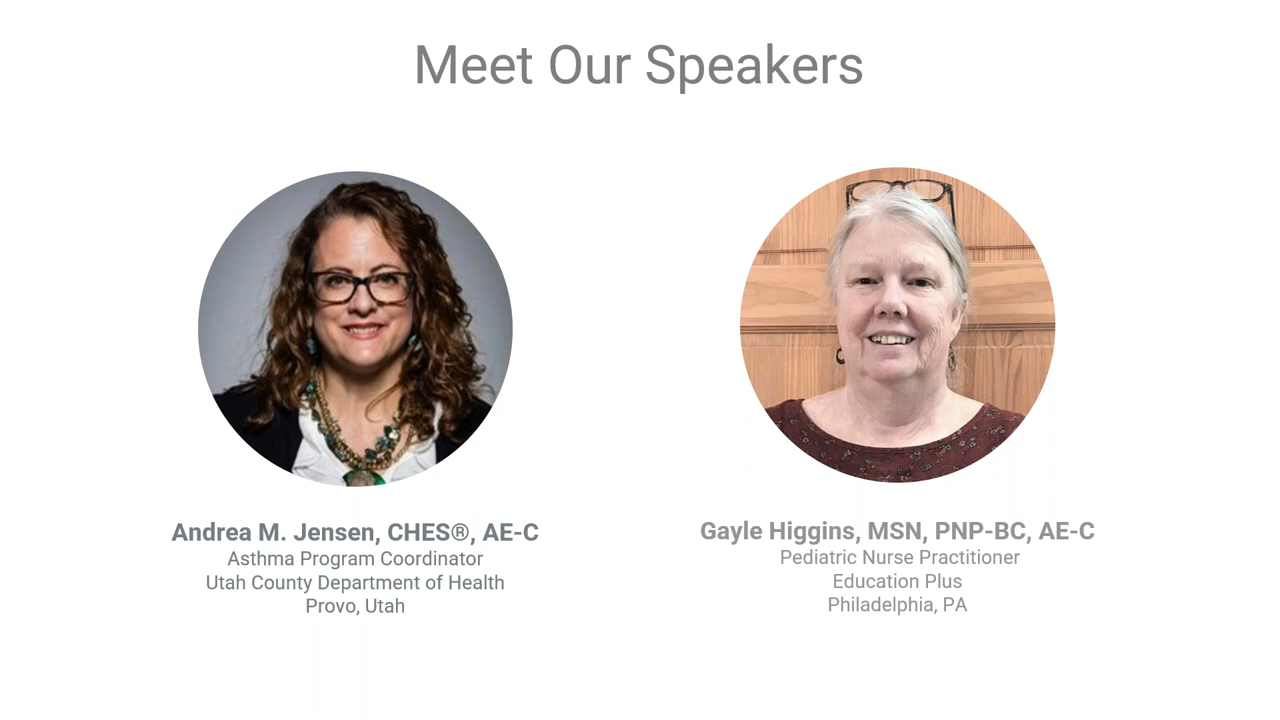 Meet Our Speakers
Andrea M. Jensen, CHES®, AE-C
Asthma Program Coordinator
Utah County Department of Health
Provo, Utah
Gayle Higgins, MSN, PNP-BC, AE-C
Pediatric Nurse Practitioner
Education Plus
Philadelphia, PA